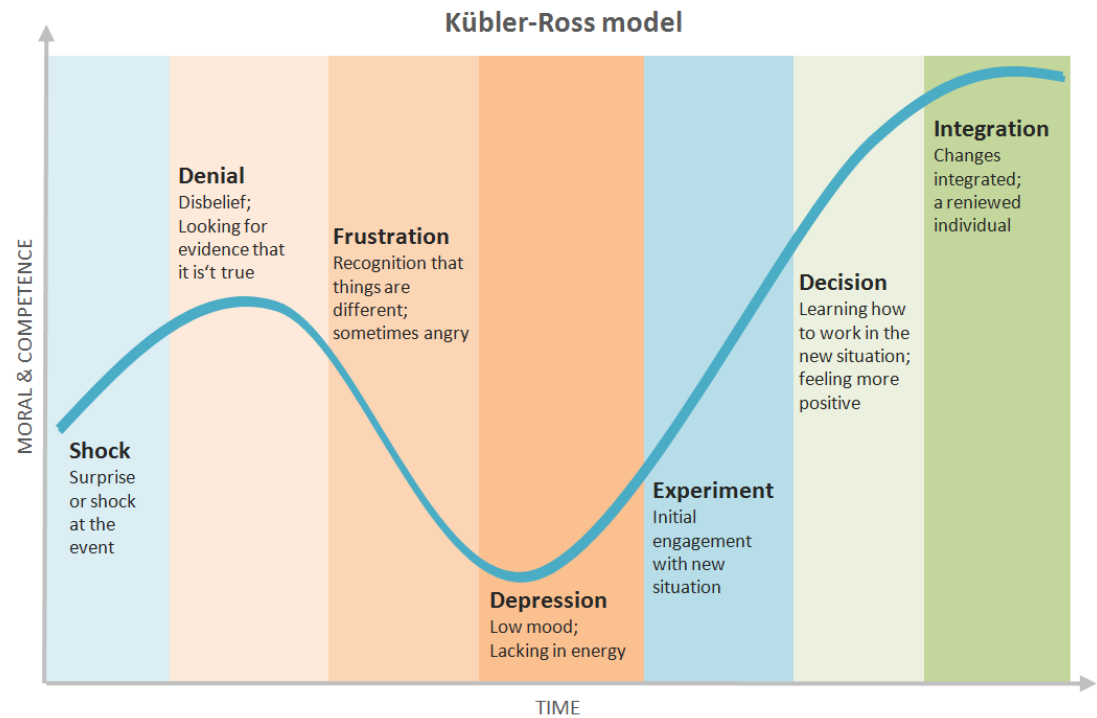 Kübler-Ross model
MORAL & COMPETENCE
Shock
Surprise
or shock
at the
event
Denial
Disbelief;
Looking for
evidence that
it is‘t true
Frustration
Recognition that
things are
different;
sometimes angry
Depression
Low mood;
Lacking in energy
Experiment
Initial
engagement
with new
situation
Decision
Learning how
to work in the
new situation;
feeling more
positive
Integration
Changes
integrated;
a reniewed
individual
TIME